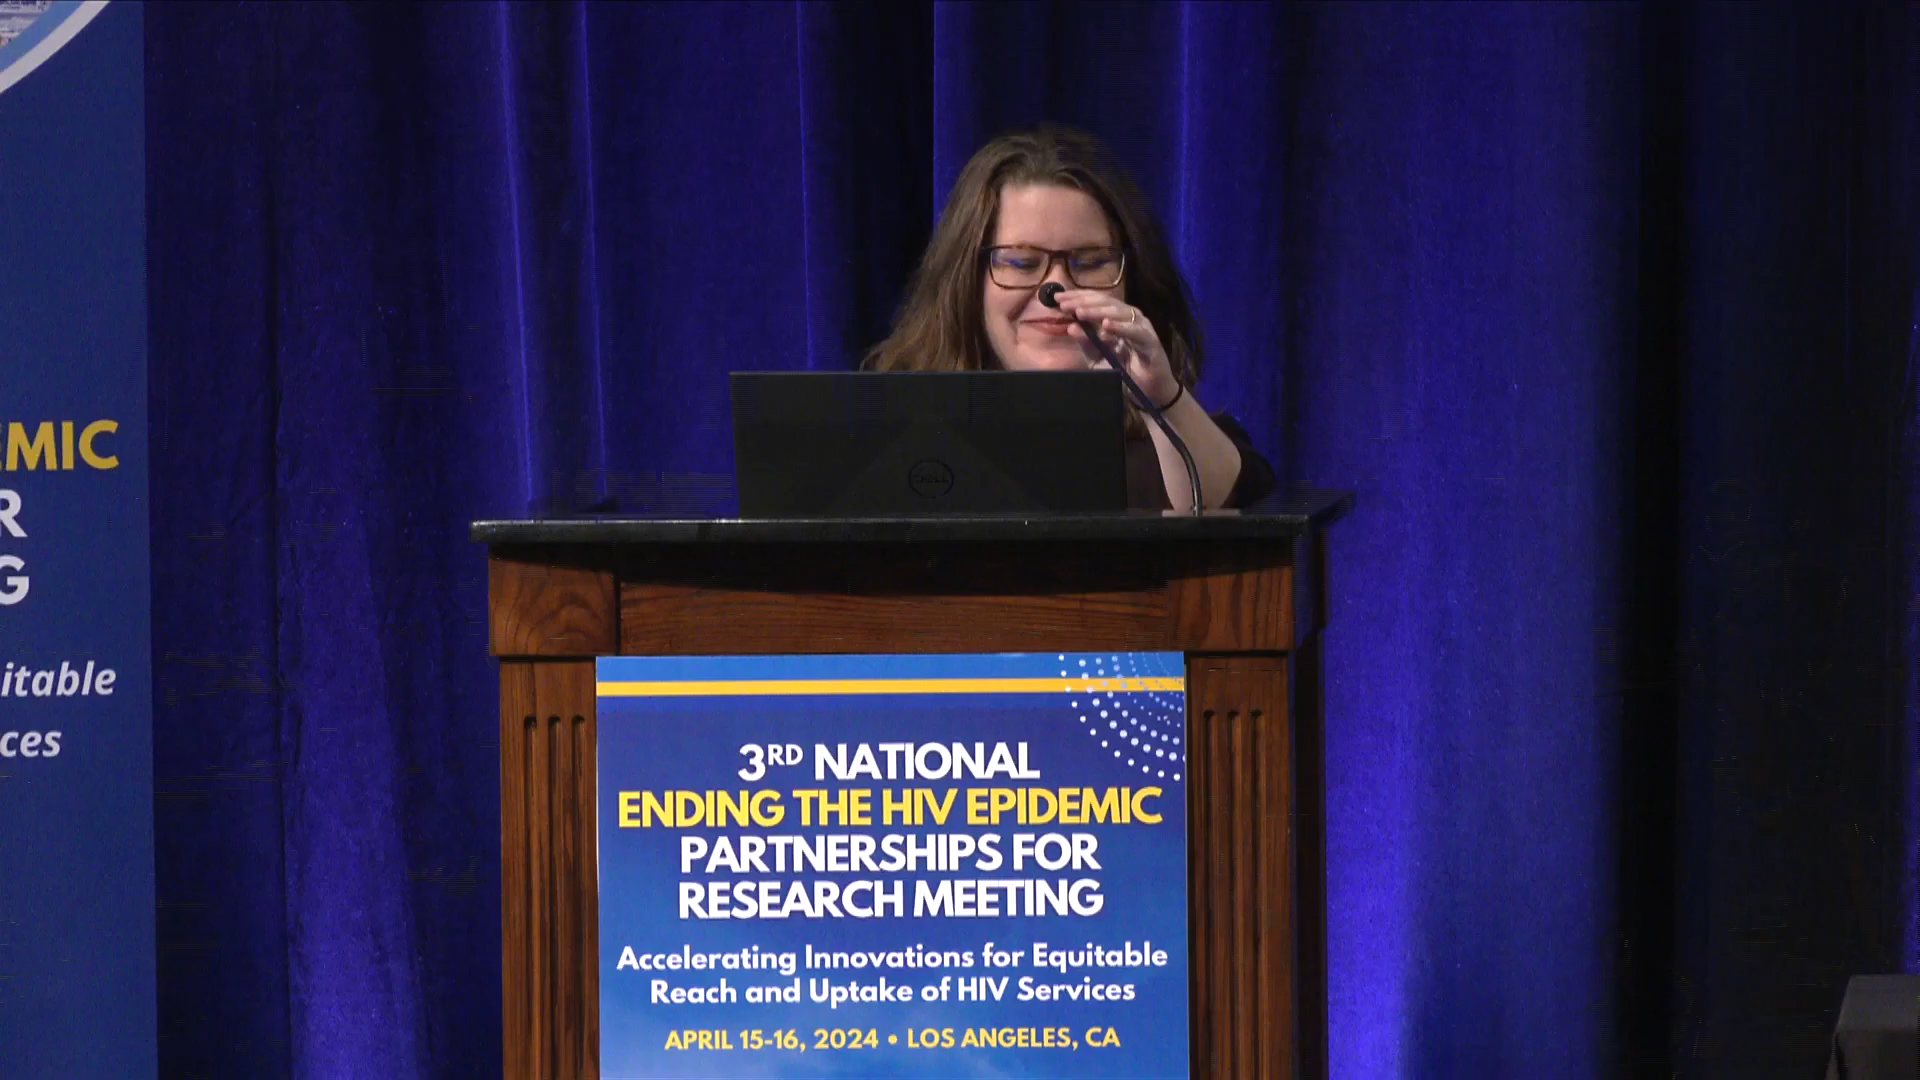 EMIC
R
G
itable
ces
DELL
3RD NATIONAL
ENDING THE HIV EPIDEMIC
PARTNERSHIPS FOR
RESEARCH MEETING
Accelerating Innovations for Equitable
Reach and Uptake of HIV Services
APRIL 15-16, 2024 • LOS ANGELES, CA